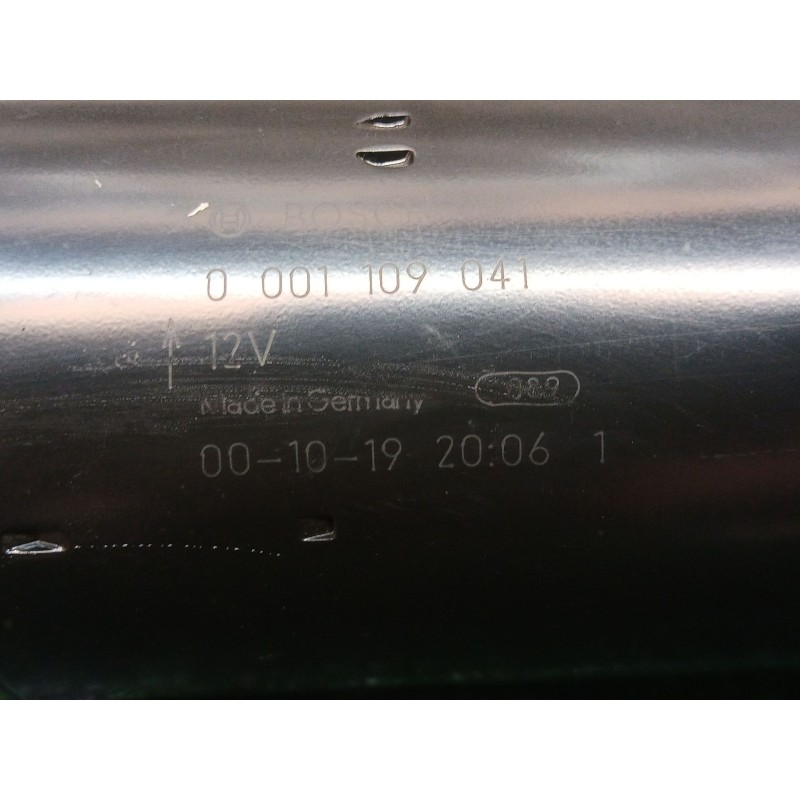 BOSCH
0 001 109 041
12V
Made in Germany
00-10-19 20:06 1